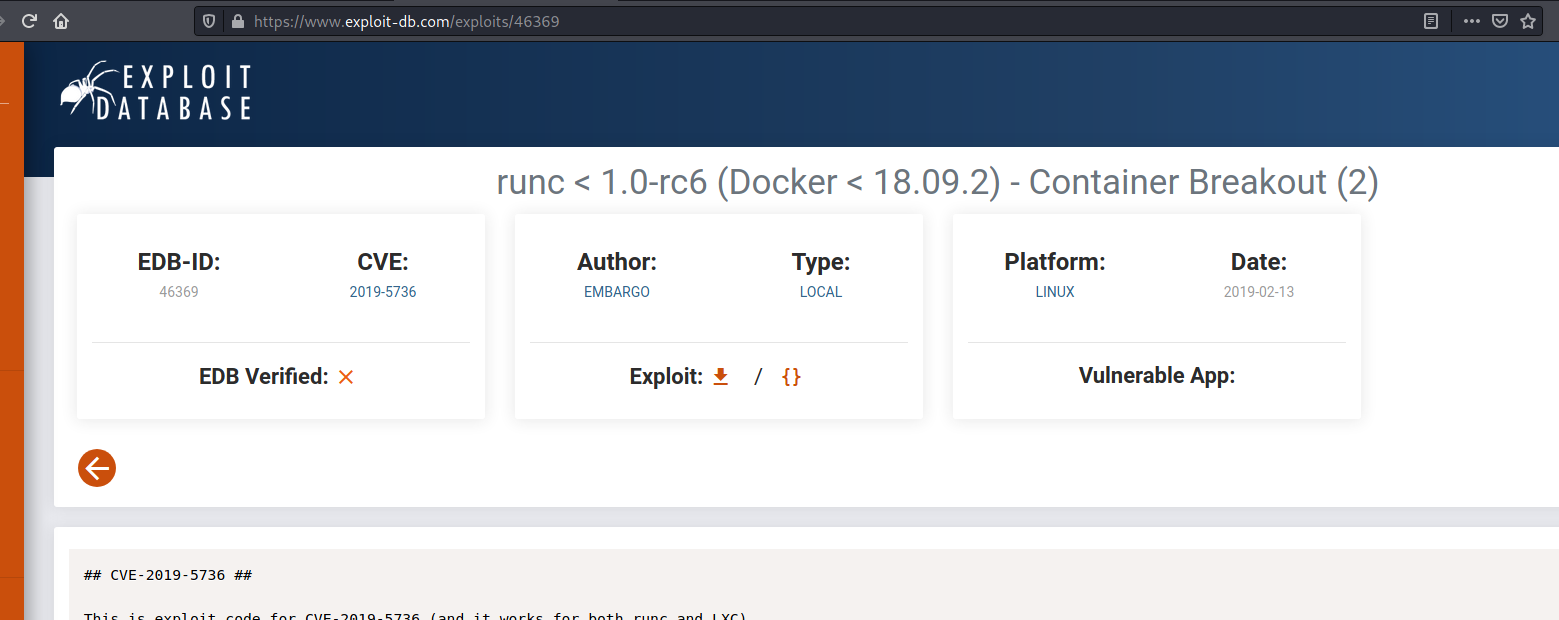 https://www.exploit-db.com/exploits/46369
EXPLOIT
DATABASE
runc < 1.0-rc6 (Docker < 18.09.2) - Container Breakout (2)
EDB-ID: CVE: Author: Type: Platform: Date:
46369 2019-5736 EMBARGO LOCAL LINUX 2019-02-13
EDB Verified: Exploit: / {} Vulnerable App:
## CVE-2019-5736 ##
This is exploit code for CVE-2019-5736 (and it works for both runc and LXC)